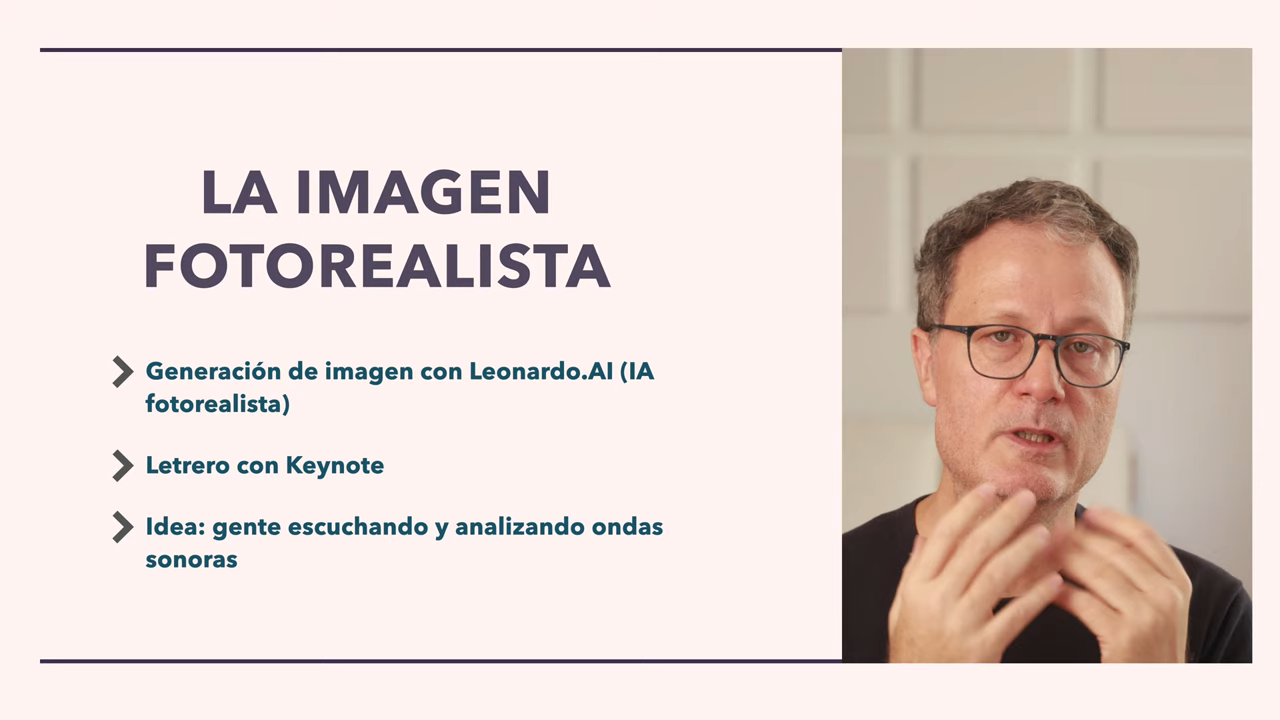 LA IMAGEN
FOTOREALISTA
Generación de imagen con Leonardo.AI (IA
fotorealista)
Letrero con Keynote
Idea: gente escuchando y analizando ondas
sonoras